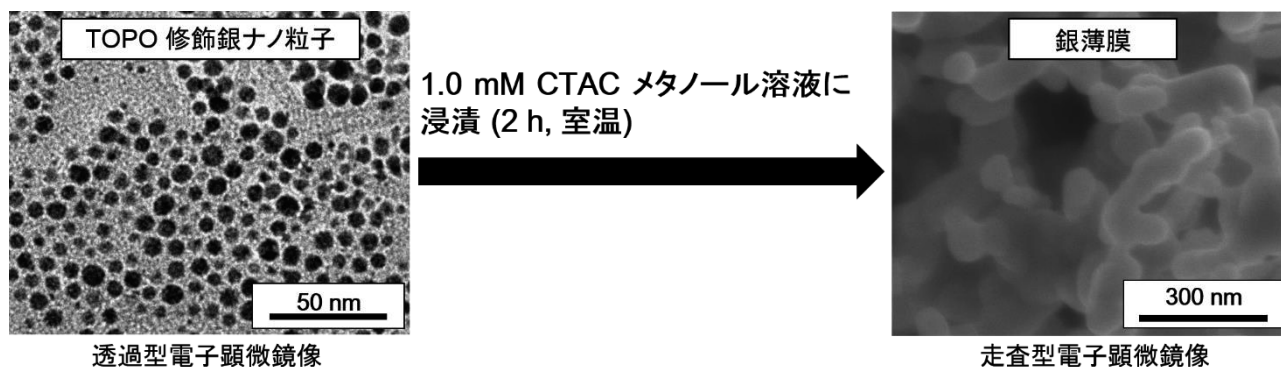 TOPO 修飾銀ナノ粒子
50 nm
透過型電子顕微鏡像
1.0 mM CTAC メタノール溶液に
浸漬 (2 h, 室温)
銀薄膜
300 nm
走査型電子顕微鏡像